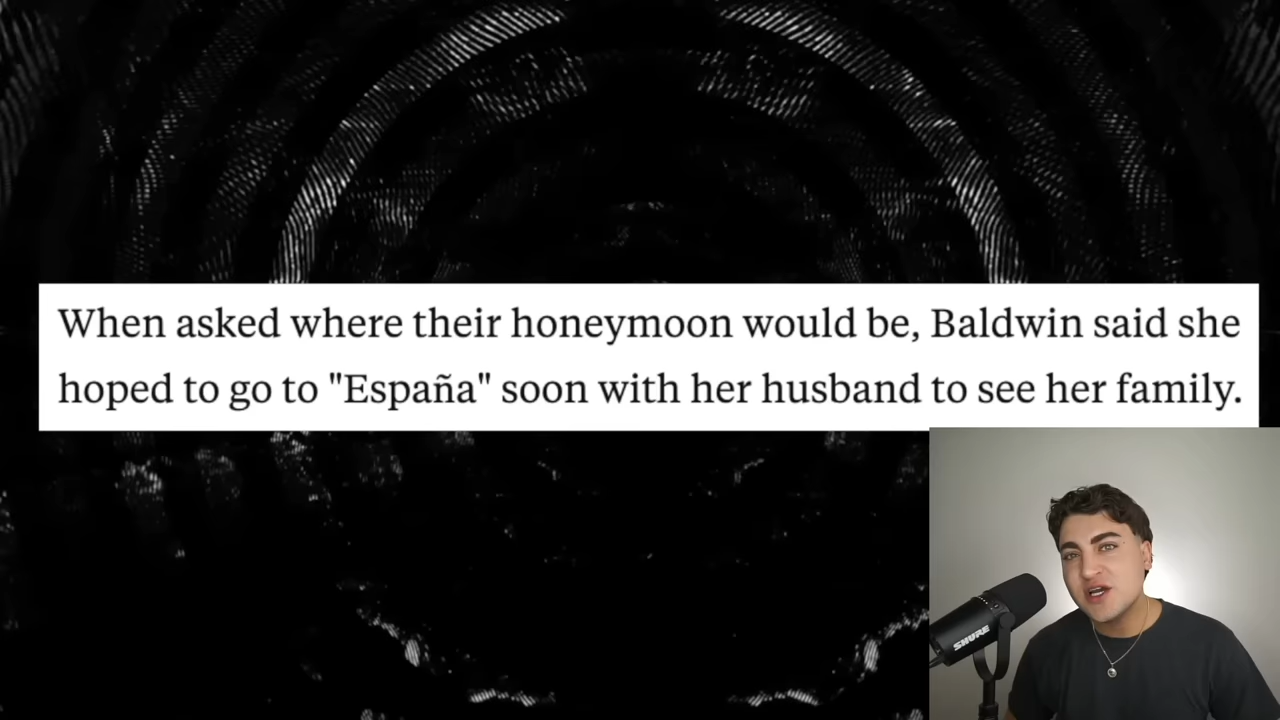 When asked where their honeymoon would be, Baldwin said she
hoped to go to "España" soon with her husband to see her family.
SHURE